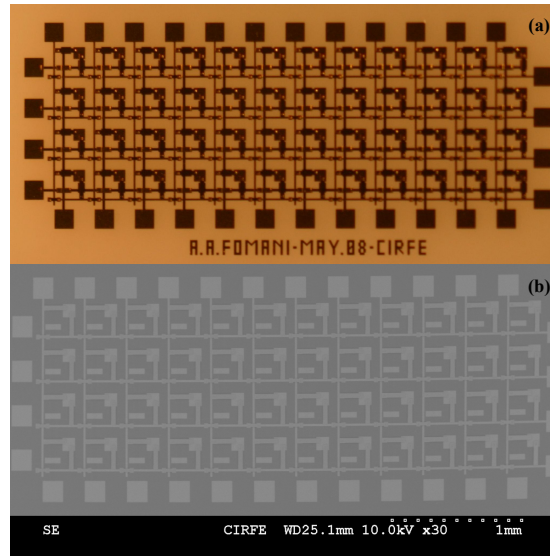 (a)
A.A.FOMANI-MAY.08-CIRFE
(b)
SE CIRFE WD25.1mm 10.0kV x30 1mm